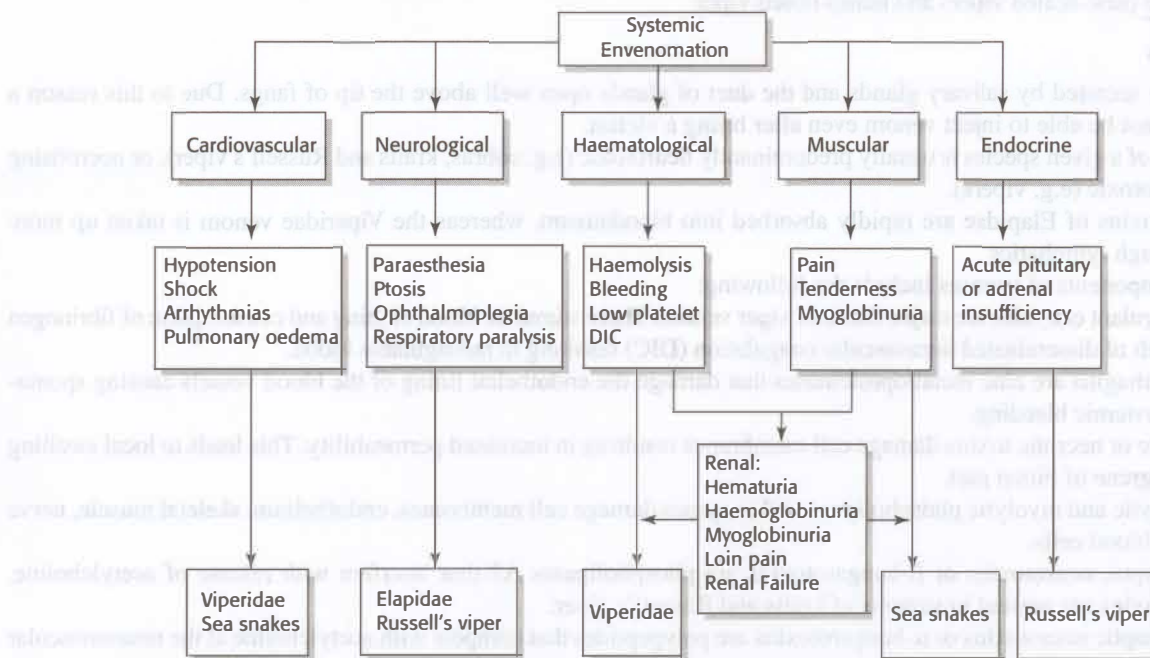 Systemic
Envenomation
Cardiovascular
Neurological
Haematological
Muscular
Endocrine
Hypotension
Shock
Arrhythmias
Pulmonary oedema
Paraesthesia
Ptosis
Ophthalmoplegia
Respiratory paralysis
Haemolysis
Bleeding
Low platelet
DIC
Pain
Tenderness
Myoglobinuria
Acute pituitary
or adrenal
insufficiency
Renal:
Hematuria
Haemoglobinuria
Myoglobinuria
Loin pain
Renal Failure
Viperidae
Sea snakes
Elapidae
Russell's viper
Viperidae
Sea snakes
Russell's viper